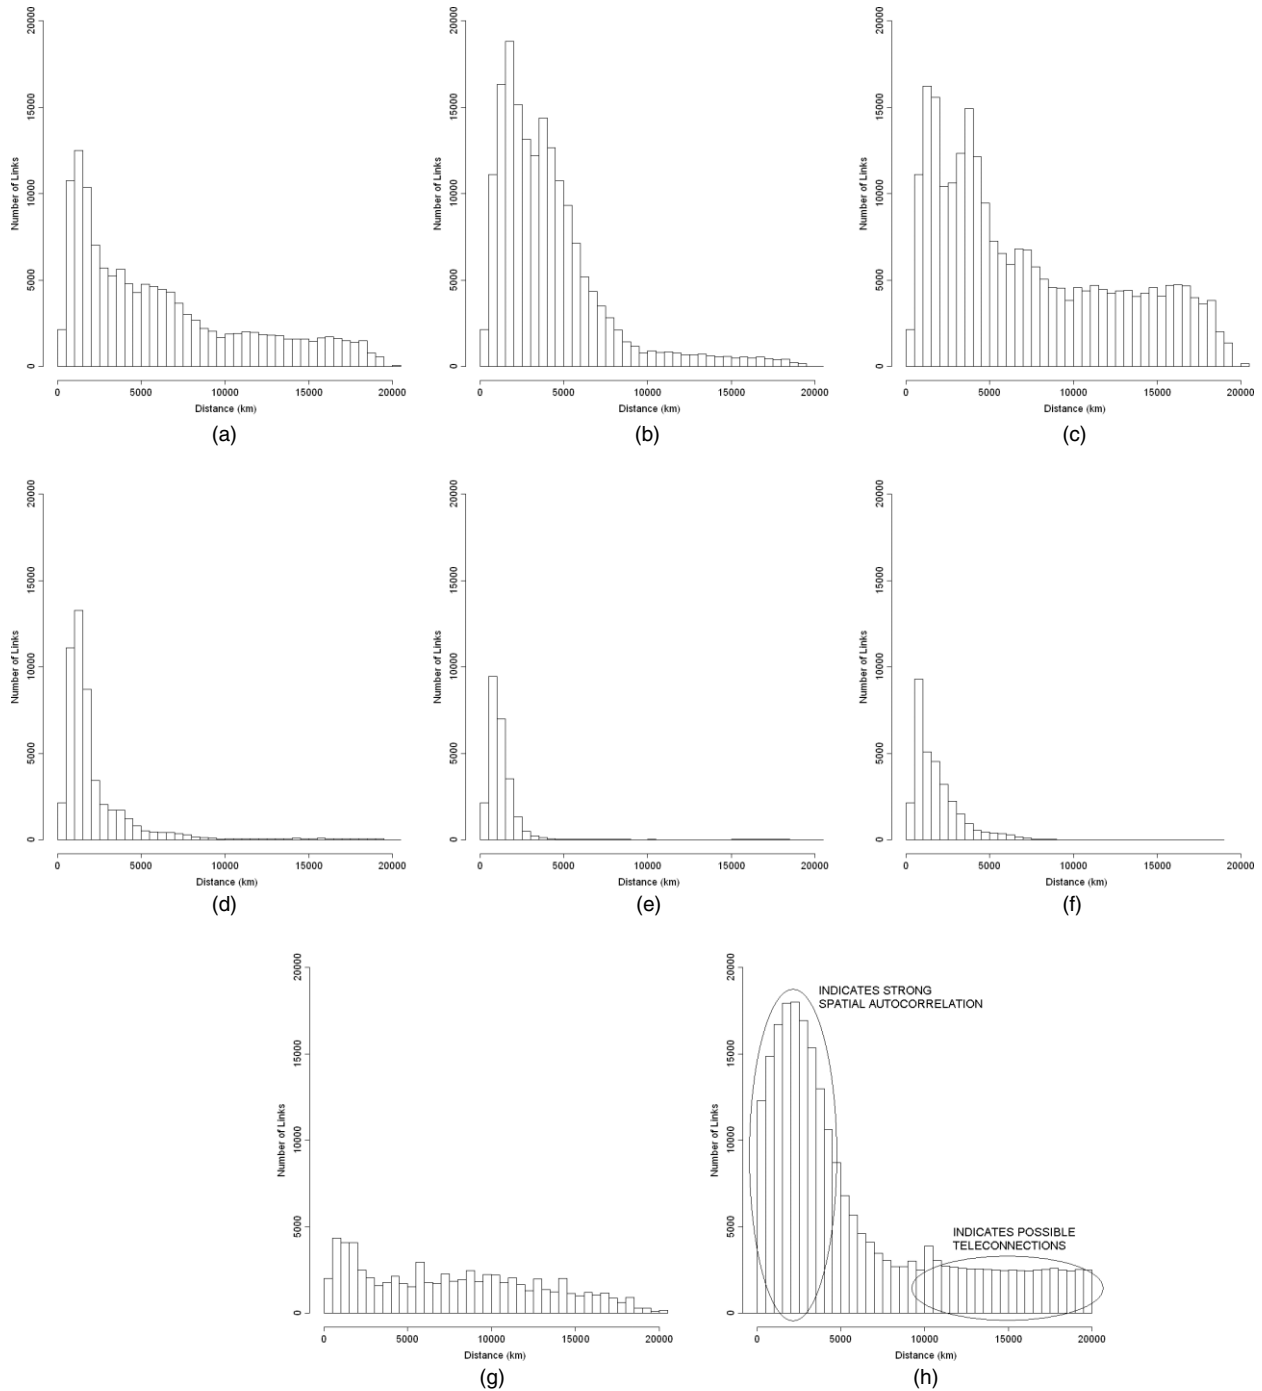 20000
15000
10000
5000
0
Number of Links
0 5000 10000 15000 20000
Distance (km)
(a)
20000
15000
10000
5000
0
Number of Links
0 5000 10000 15000 20000
Distance (km)
(b)
20000
15000
10000
5000
0
Number of Links
0 5000 10000 15000 20000
Distance (km)
(c)
20000
15000
10000
5000
0
Number of Links
0 5000 10000 15000 20000
Distance (km)
(d)
20000
15000
10000
5000
0
Number of Links
0 5000 10000 15000 20000
Distance (km)
(e)
20000
15000
10000
5000
0
Number of Links
0 5000 10000 15000 20000
Distance (km)
(f)
20000
15000
10000
5000
0
Number of Links
0 5000 10000 15000 20000
Distance (km)
(g)
20000
15000
10000
5000
0
Number of Links
INDICATES STRONG
SPATIAL AUTOCORRELATION
INDICATES POSSIBLE
TELECONNECTIONS
0 5000 10000 15000 20000
Distance (km)
(h)